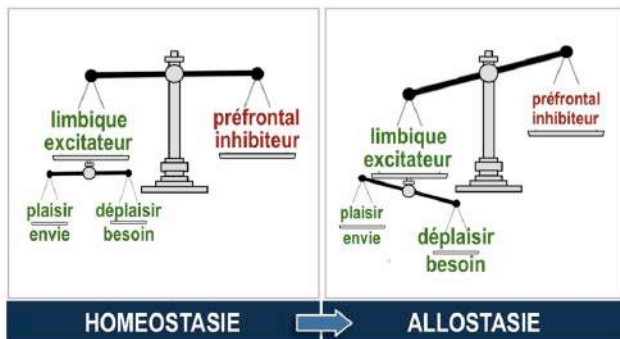 limbique
excitateur
préfrontal
inhibiteur
plaisir
envie
déplaisir
besoin
limbique
excitateur
préfrontal
inhibiteur
plaisir
envie
déplaisir
besoin
HOMEOSTASIE
ALLOSTASIE